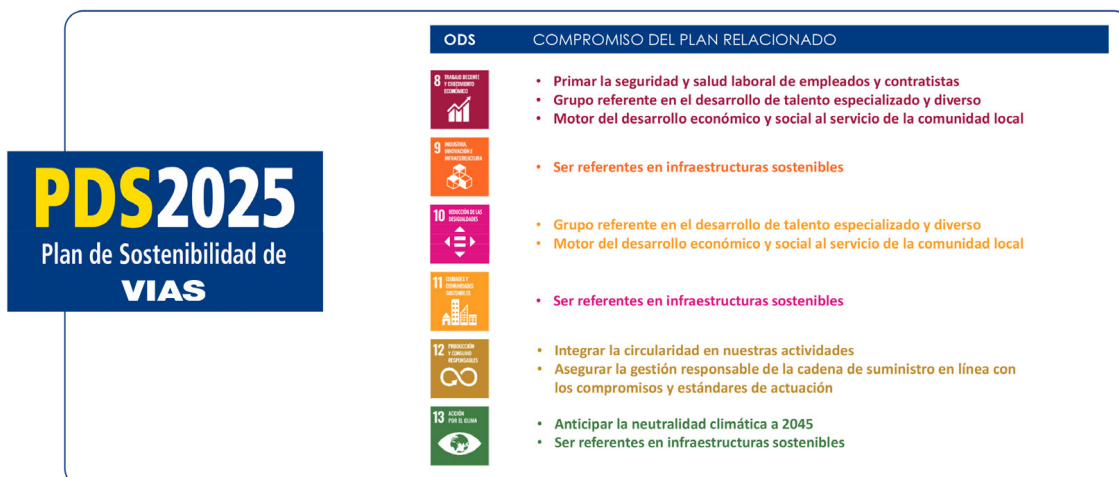 PDS2025
Plan de Sostenibilidad de
VIAS
ODS COMPROMISO DEL PLAN RELACIONADO
8 TRABAJO DECENTE
Y CRECIMIENTO
ECONÓMICO
• Primar la seguridad y salud laboral de empleados y contratistas
• Grupo referente en el desarrollo de talento especializado y diverso
• Motor del desarrollo económico y social al servicio de la comunidad local
9 INDUSTRIA,
INNOVACIÓN E
INFRAESTRUCTURA
• Ser referentes en infraestructuras sostenibles
10 REDUCCIÓN DE LAS
DESIGUALDADES
• Grupo referente en el desarrollo de talento especializado y diverso
• Motor del desarrollo económico y social al servicio de la comunidad local
11 CIUDADES Y
COMUNIDADES
SOSTENIBLES
• Ser referentes en infraestructuras sostenibles
12 PRODUCCIÓN
Y CONSUMO
RESPONSABLES
• Integrar la circularidad en nuestras actividades
• Asegurar la gestión responsable de la cadena de suministro en línea con
los compromisos y estándares de actuación
13 ACCIÓN
POR EL CLIMA
• Anticipar la neutralidad climática a 2045
• Ser referentes en infraestructuras sostenibles